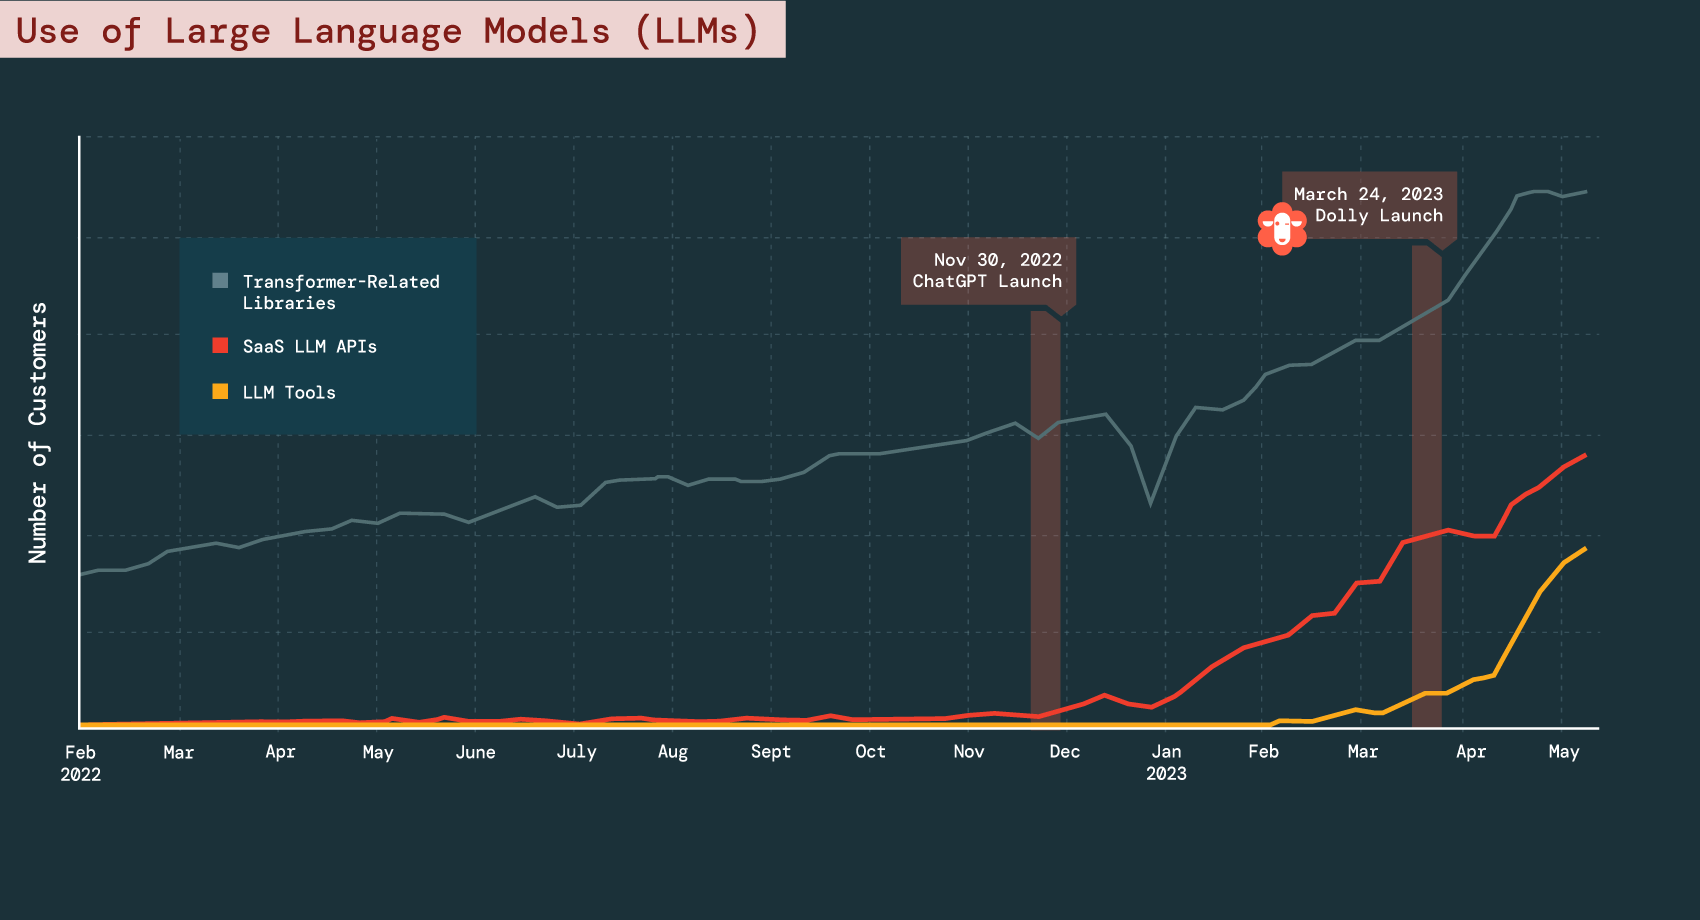 Use of Large Language Models (LLMs)
March 24, 2023
Dolly Launch
Nov 30, 2022
ChatGPT Launch
Transformer-Related
Libraries
SaaS LLM APIs
LLM Tools
Number of Customers
Feb Mar Apr May June July Aug Sept Oct Nov Dec Jan Feb Mar Apr May
2022 2023